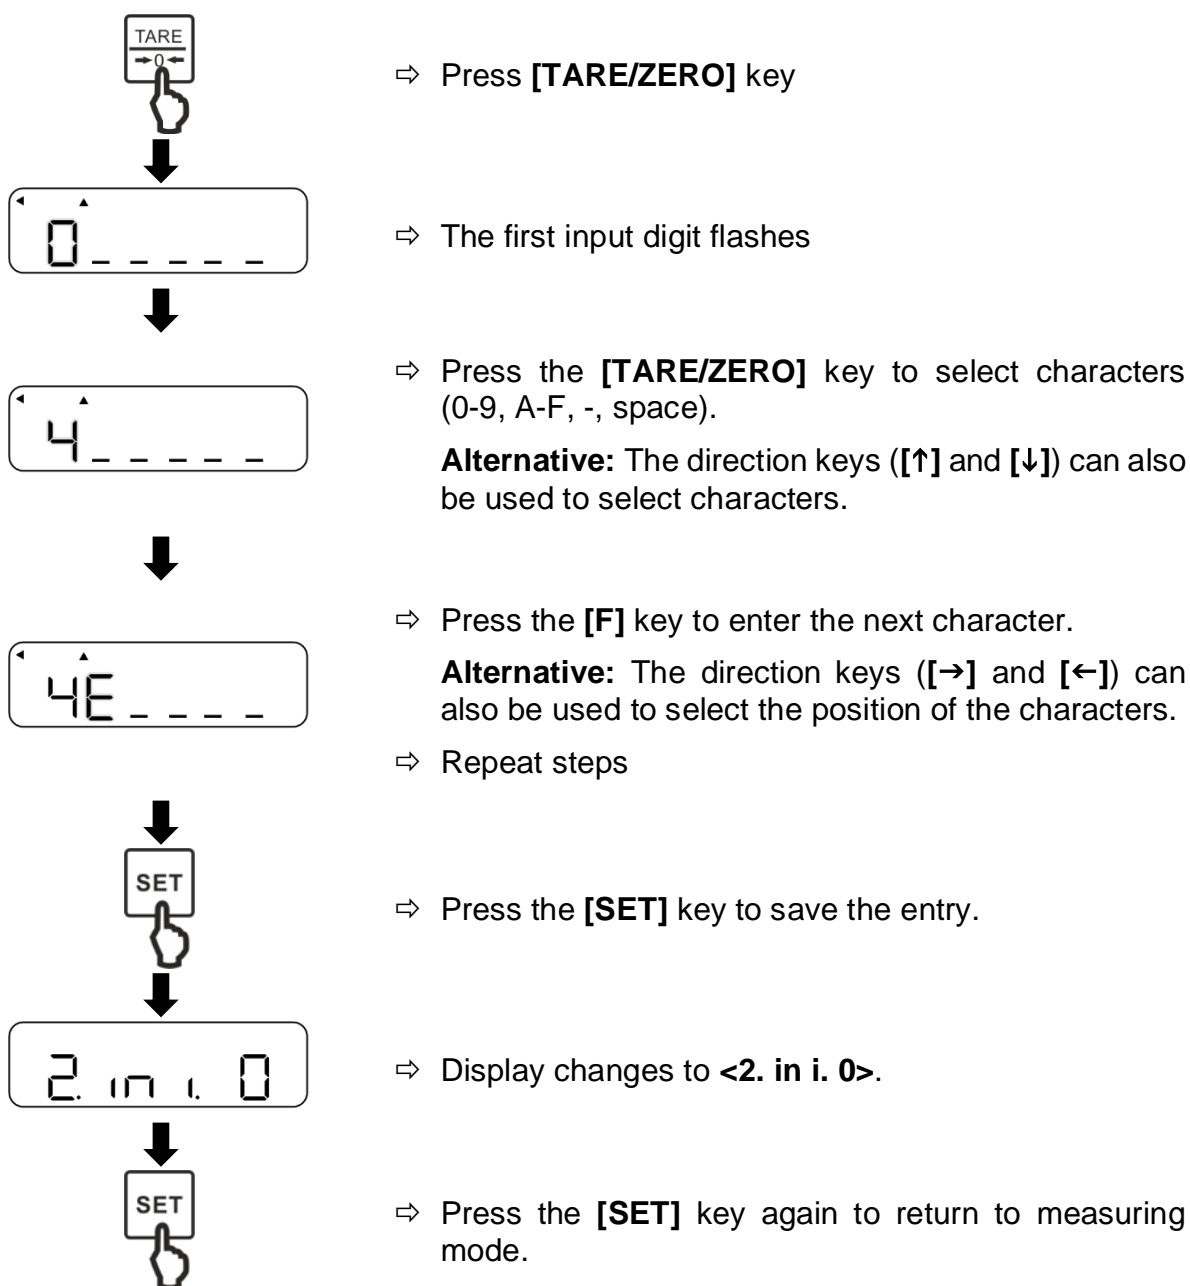 TARE
→0←
⇨ Press [TARE/ZERO] key
0_ _ _ _ _
⇨ The first input digit flashes
4_ _ _ _ _
⇨ Press the [TARE/ZERO] key to select characters
(0-9, A-F, -, space).
Alternative: The direction keys ([↑] and [↓]) can also
be used to select characters.
4E_ _ _ _
⇨ Press the [F] key to enter the next character.
Alternative: The direction keys ([→] and [←]) can
also be used to select the position of the characters.
⇨ Repeat steps
SET
⇨ Press the [SET] key to save the entry.
2. in i. 0
⇨ Display changes to <2. in i. 0>.
SET
⇨ Press the [SET] key again to return to measuring
mode.